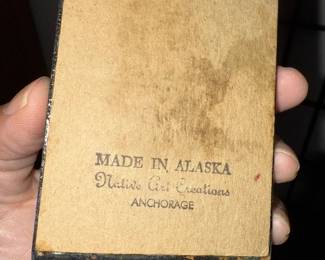 MADE IN ALASKA
Native Art Creations
ANCHORAGE